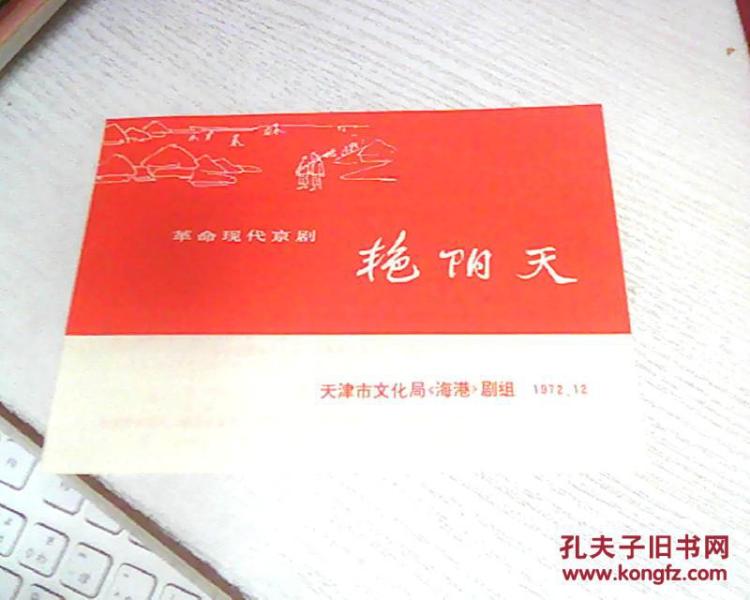 革命现代京剧
艳阳天
天津市文化局《海港》剧组 1972.12
孔夫子旧书网
www.kongfz.com